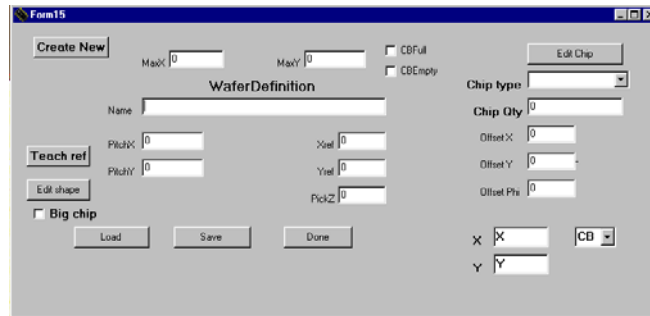 Form15
Create New
MaxX 0
MaxY 0
CBFull
CBEmpty
Edit Chip
WaferDefinition
Chip type
Name
Chip Qty 0
PitchX 0
Xref 0
Offset X 0
Teach ref
PitchY 0
Yref 0
Offset Y 0
Edit shape
PickZ 0
Offset Phi 0
Big chip
Load
Save
Done
X X
CB
Y Y